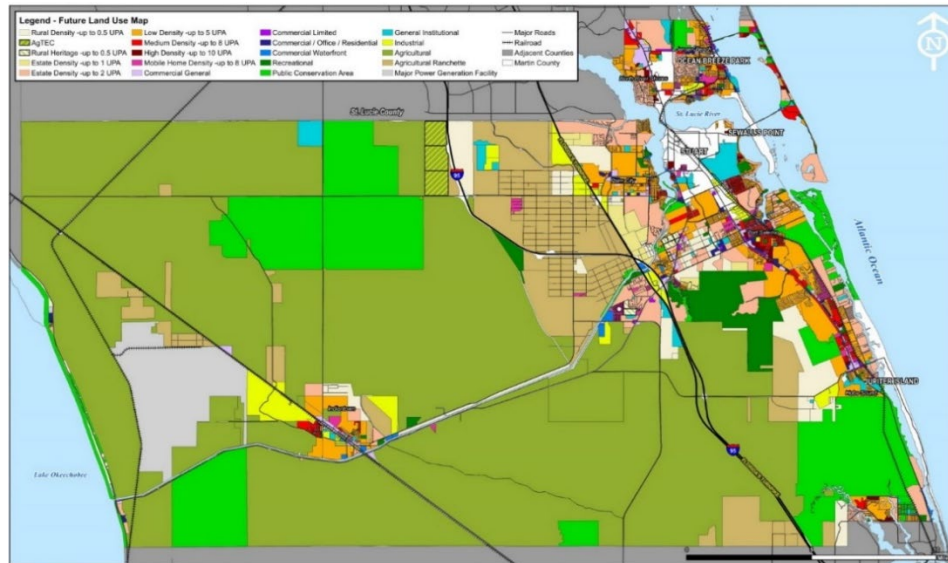 Legend - Future Land Use Map
Rural Density -up to 0.5 UPA
AgTEC
Rural Heritage -up to 0.5 UPA
Estate Density -up to 1 UPA
Estate Density -up to 2 UPA
Low Density -up to 5 UPA
Medium Density -up to 8 UPA
High Density -up to 10 UPA
Mobile Home Density -up to 8 UPA
Commercial General
Commercial Limited
Commercial / Office / Residential
Commercial Waterfront
Recreational
Public Conservation Area
General Institutional
Industrial
Agricultural
Agricultural Ranchette
Major Power Generation Facility
Major Roads
Railroad
Adjacent Counties
Martin County
N
OCEAN BREEZE PARK
St. Lucie County
St. Lucie River
SEWALLS POINT
STUART
95
Atlantic Ocean
JUPITER ISLAND
Indiantown
Lake Okeechobee
95